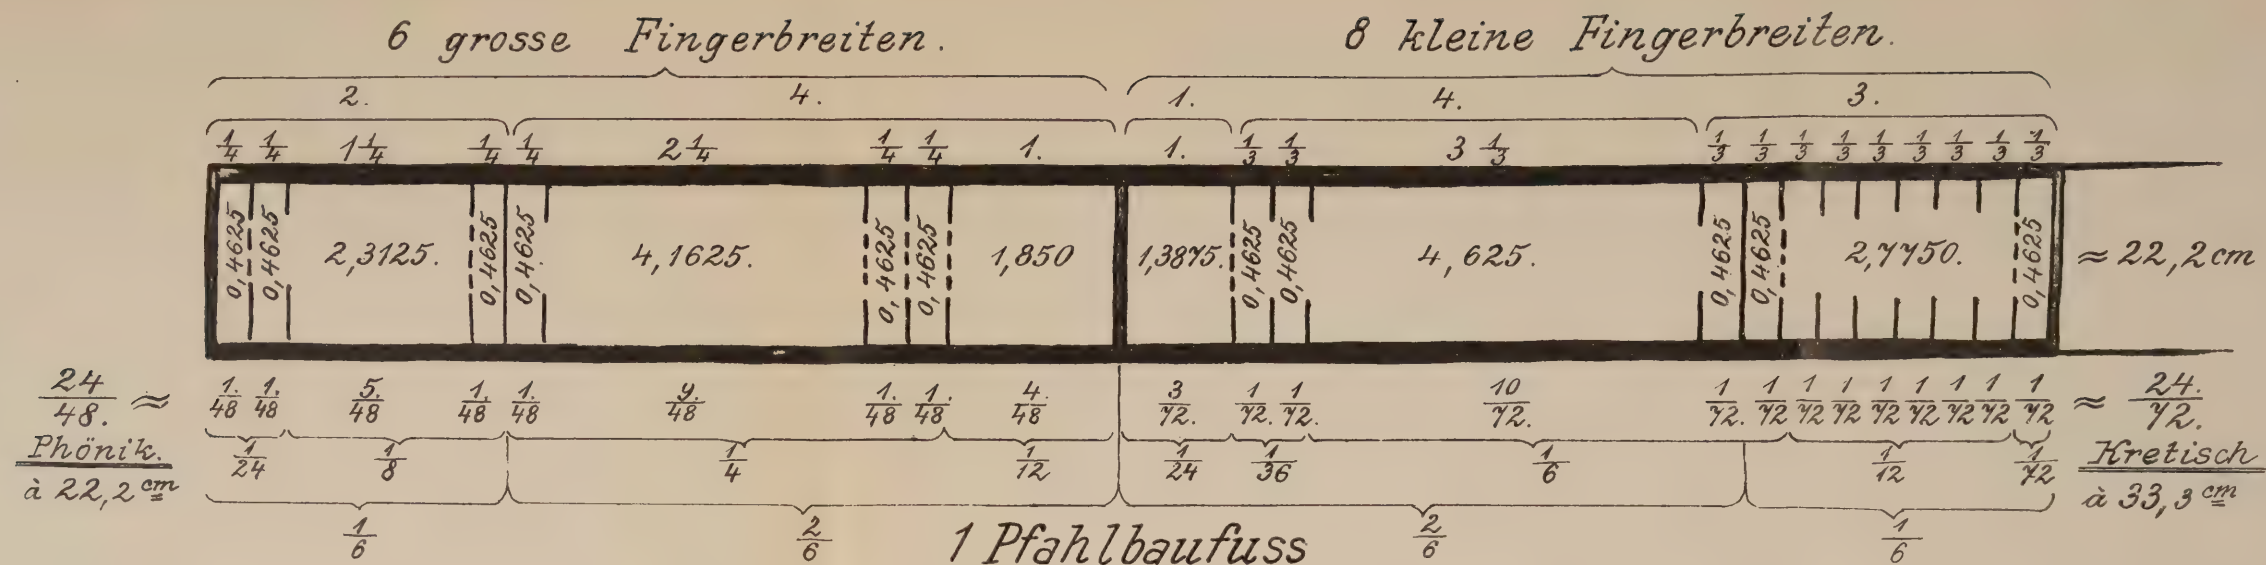 6 grosse Fingerbreiten. 8 kleine Fingerbreiten.
2. 4. 1. 4. 3.
1/4 1/4 1 1/4 1/4 1/4 2 1/4 1/4 1/4 1. 1. 1/3 1/3 3 1/3 1/3 1/3 1/3 1/3 1/3 1/3 1/3 1/3 1/3
0,4625 0,4625 2,3125. 0,4625 0,4625 4,1625. 0,4625 0,4625 1,850 1,3875. 0,4625 0,4625 4,625. 0,4625 0,4625 2,7750. 0,4625 ≈ 22,2 cm
24/48. ≈ 1./48 1./48 5./48 1./48 1./48 9./48 1./48 1./48 4./48 3/72. 1/72. 1/72. 10/72. 1/72. 1/72 1/72 1/72 1/72 1/72 1/72 1/72 1/72 ≈ 24./72.
Phönik. 1/24 1/8 1/4 1/12 1/24 1/36 1/6 1/12 1/72 Kretisch
à 22,2 cm à 33,3 cm
1/6 2/6 1 Pfahlbaufuss 2/6 1/6